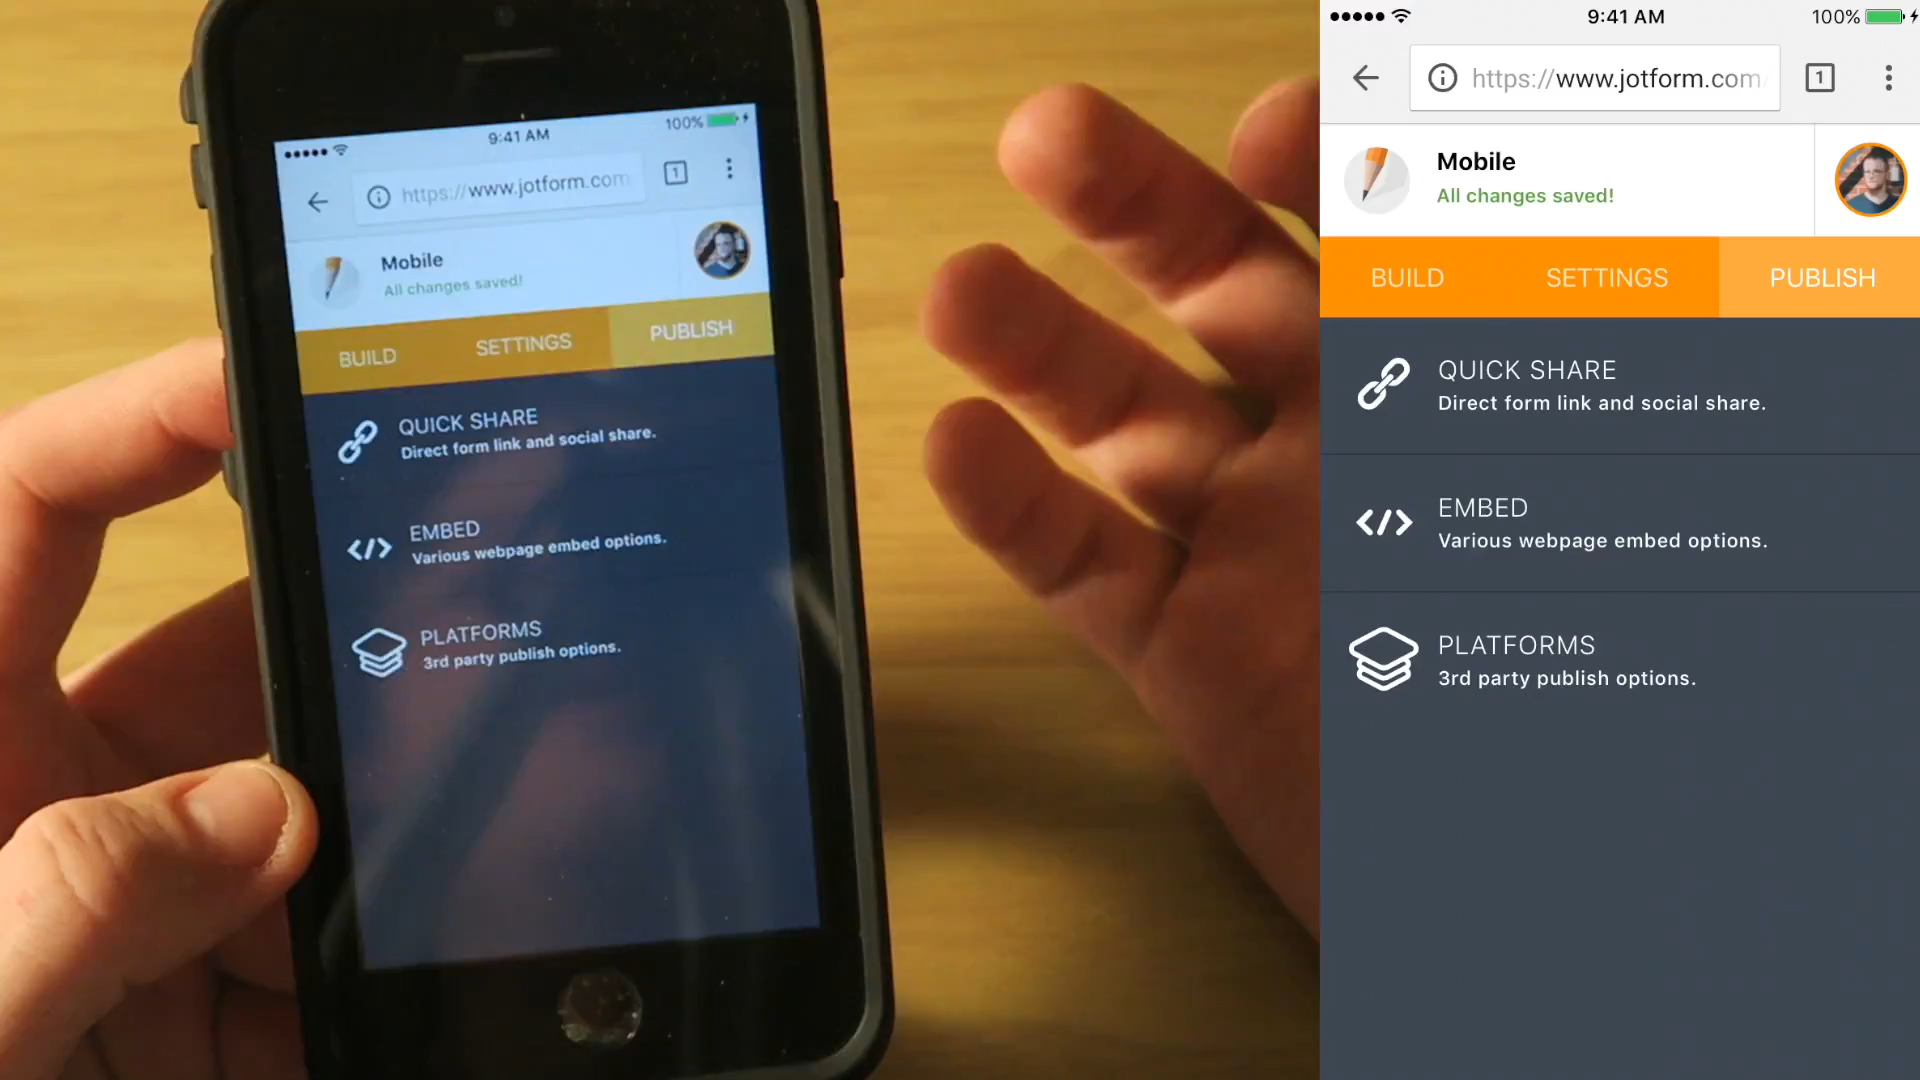 9:41 AM
100%
https://www.jotform.com
1
Mobile
All changes saved!
BUILD
SETTINGS
PUBLISH
QUICK SHARE
Direct form link and social share.
EMBED
Various webpage embed options.
PLATFORMS
3rd party publish options.
9:41 AM
100%
https://www.jotform.com/
1
Mobile
All changes saved!
BUILD
SETTINGS
PUBLISH
QUICK SHARE
Direct form link and social share.
EMBED
Various webpage embed options.
PLATFORMS
3rd party publish options.